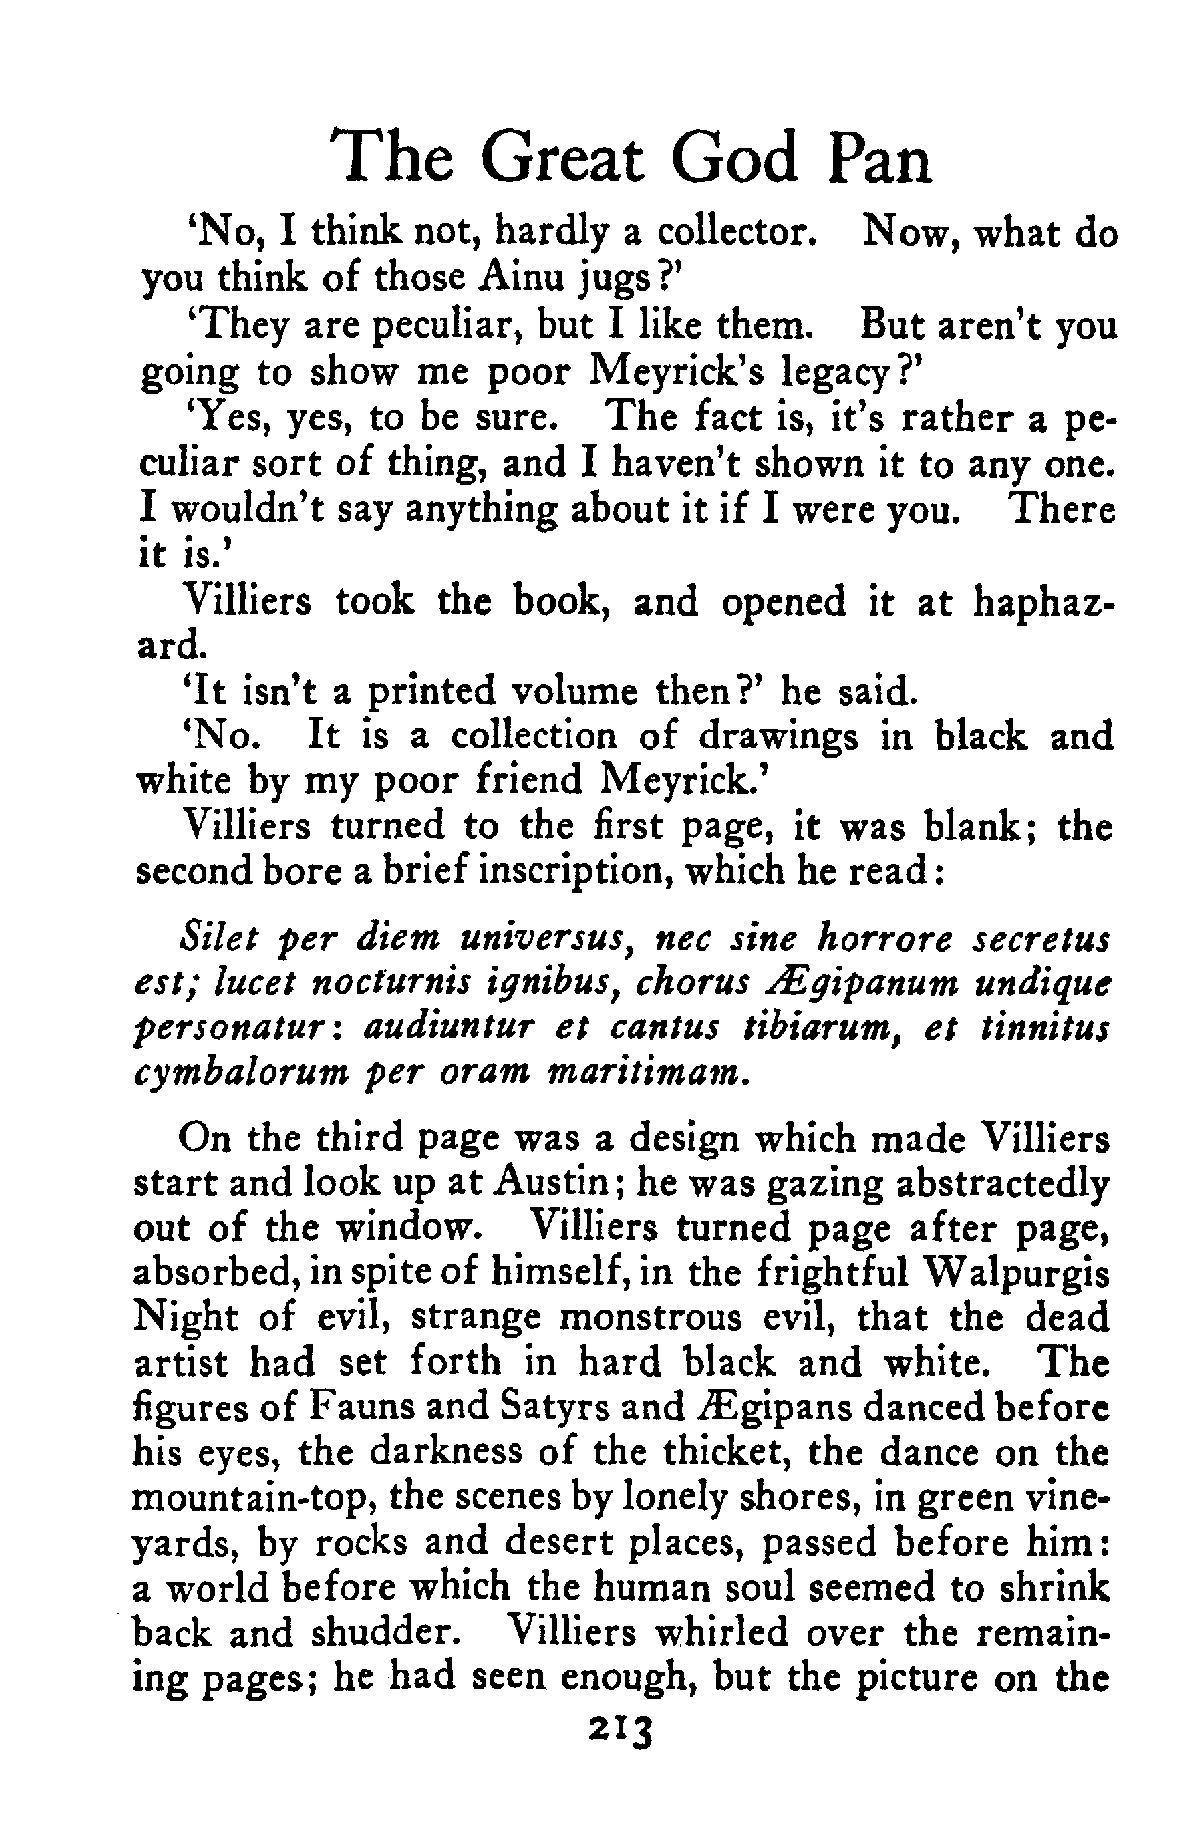 The Great God Pan
‘No, I think not, hardly a collector. Now, what do
you think of those Ainu jugs?’
‘They are peculiar, but I like them. But aren’t you
going to show me poor Meyrick’s legacy?’
‘Yes, yes, to be sure. The fact is, it’s rather a pe-
culiar sort of thing, and I haven’t shown it to any one.
I wouldn’t say anything about it if I were you. There
it is.’
Villiers took the book, and opened it at haphaz-
ard.
‘It isn’t a printed volume then?’ he said.
‘No. It is a collection of drawings in black and
white by my poor friend Meyrick.’
Villiers turned to the first page, it was blank; the
second bore a brief inscription, which he read:
Silet per diem universus, nec sine horrore secretus
est; lucet nocturnis ignibus, chorus Ægipanum undique
personatur: audiuntur et cantus tibiarum, et tinnitus
cymbalorum per oram maritimam.
On the third page was a design which made Villiers
start and look up at Austin; he was gazing abstractedly
out of the window. Villiers turned page after page,
absorbed, in spite of himself, in the frightful Walpurgis
Night of evil, strange monstrous evil, that the dead
artist had set forth in hard black and white. The
figures of Fauns and Satyrs and Ægipans danced before
his eyes, the darkness of the thicket, the dance on the
mountain-top, the scenes by lonely shores, in green vine-
yards, by rocks and desert places, passed before him:
a world before which the human soul seemed to shrink
back and shudder. Villiers whirled over the remain-
ing pages; he had seen enough, but the picture on the
213